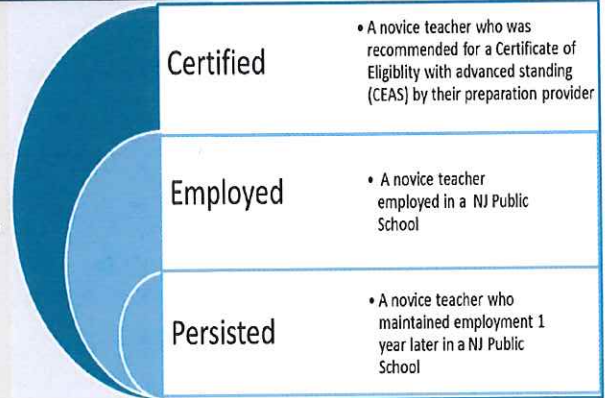 Certified
• A novice teacher who was
recommended for a Certificate of
Eligiblity with advanced standing
(CEAS) by their preparation provider
Employed
• A novice teacher
employed in a NJ Public
School
Persisted
• A novice teacher who
maintained employment 1
year later in a NJ Public
School